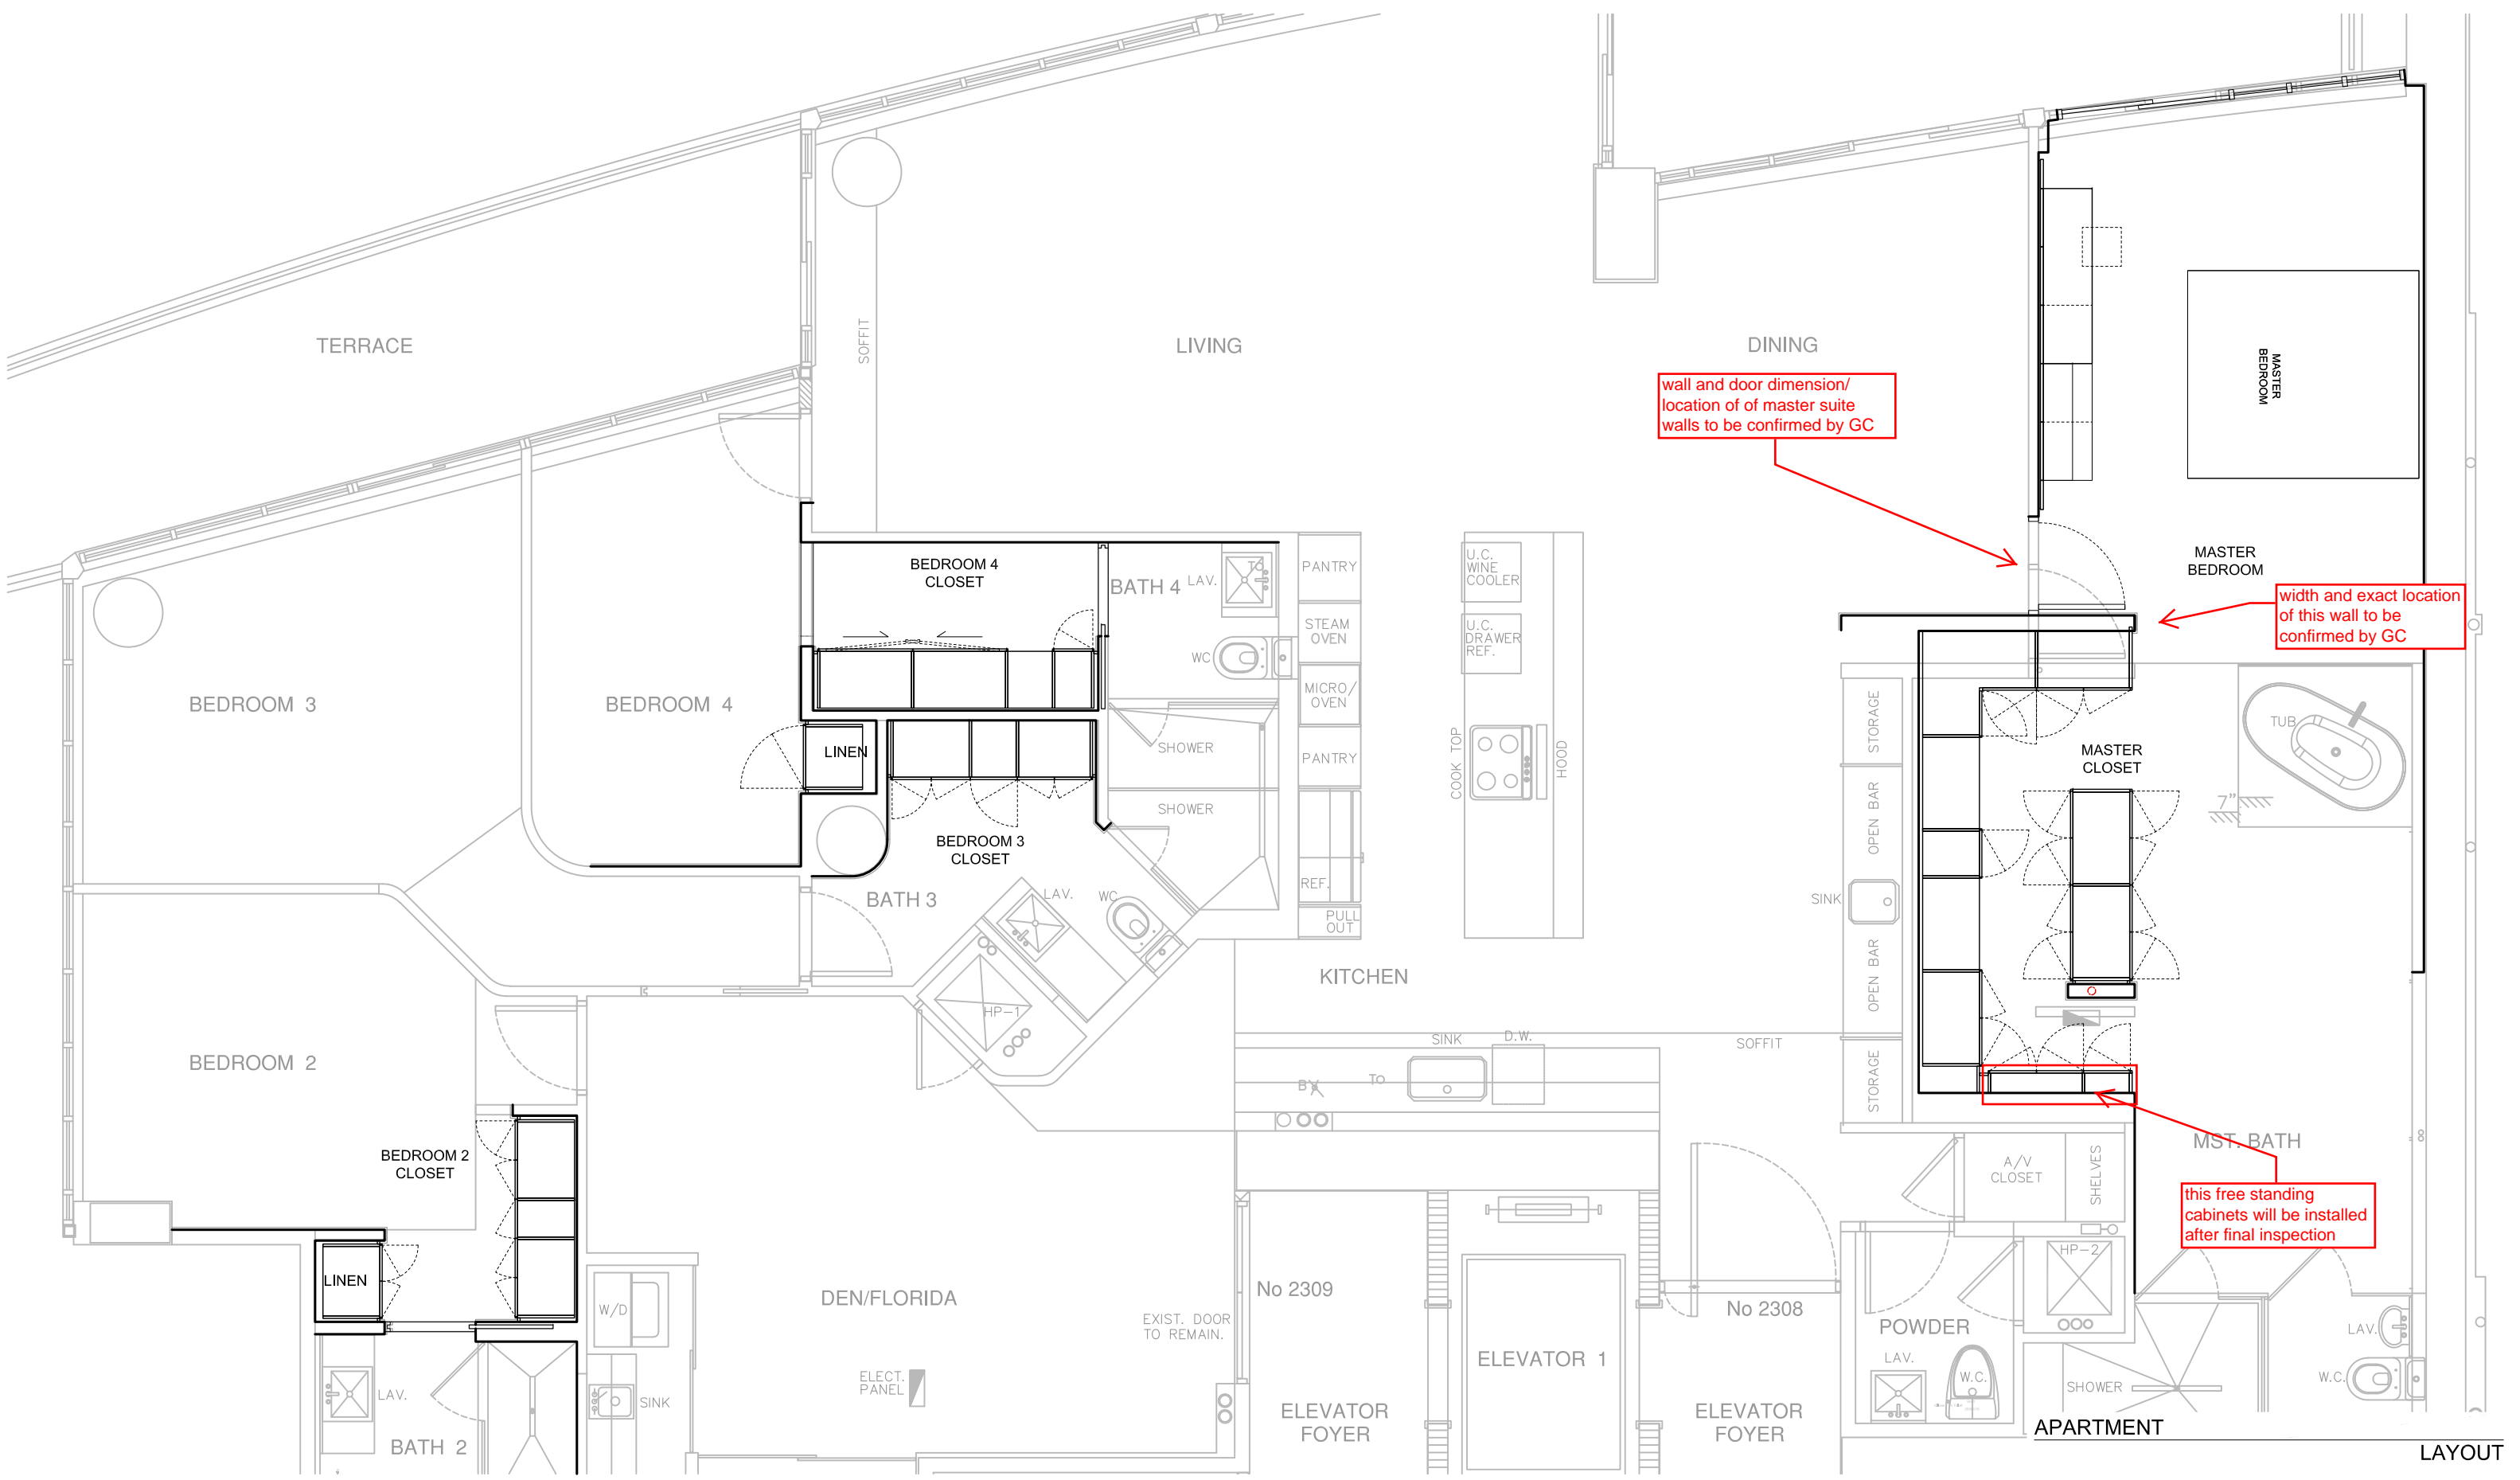 TERRACE
SOFFIT
LIVING
DINING
wall and door dimension/
location of of master suite
walls to be confirmed by GC
MASTER
BEDROOM
MASTER
BEDROOM
width and exact location
of this wall to be
confirmed by GC
BEDROOM 4
CLOSET
BATH 4
LAV.
TO
WC
PANTRY
STEAM
OVEN
MICRO/
OVEN
PANTRY
REF.
PULL
OUT
U.C.
WINE
COOLER
U.C.
DRAWER
REF.
COOK TOP
HOOD
BEDROOM 3
BEDROOM 4
LINEN
SHOWER
SHOWER
BEDROOM 3
CLOSET
BATH 3
LAV.
WC
HP-1
STORAGE
OPEN BAR
SINK
OPEN BAR
STORAGE
MASTER
CLOSET
TUB
7"
KITCHEN
SINK
D.W.
SOFFIT
TO
BEDROOM 2
BEDROOM 2
CLOSET
LINEN
MST. BATH
A/V
CLOSET
SHELVES
this free standing
cabinets will be installed
after final inspection
HP-2
W/D
DEN/FLORIDA
EXIST. DOOR
TO REMAIN.
No 2309
No 2308
ELEVATOR 1
POWDER
LAV.
W.C.
LAV.
W.C.
SHOWER
LAV.
SINK
ELECT.
PANEL
BATH 2
ELEVATOR
FOYER
ELEVATOR
FOYER
APARTMENT
LAYOUT